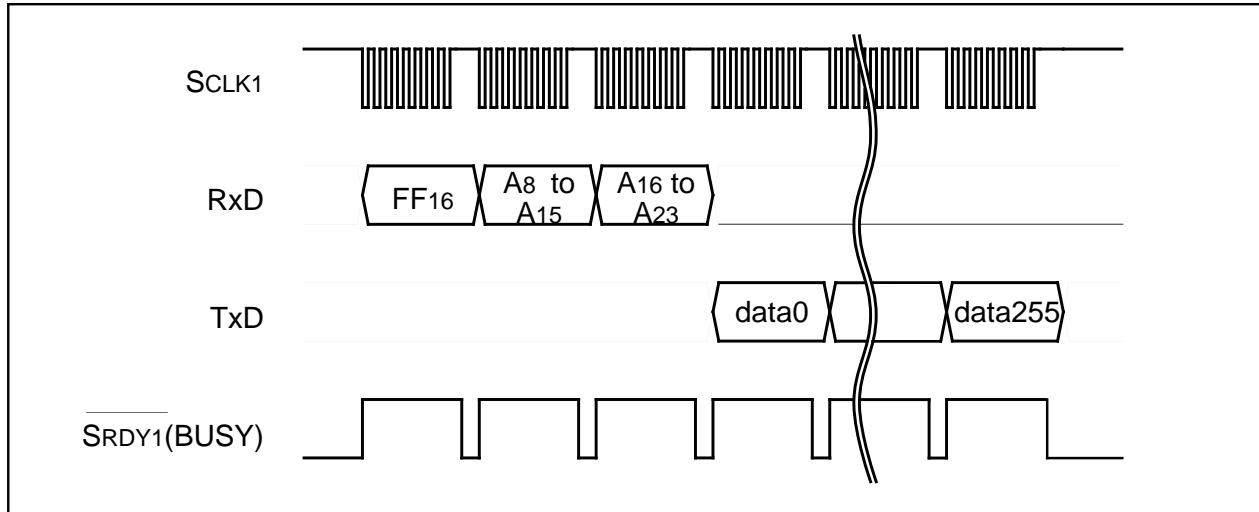 SCLK1
RxD
FF16
A8 to
A15
A16 to
A23
TxD
data0
data255
SRDY1(BUSY)